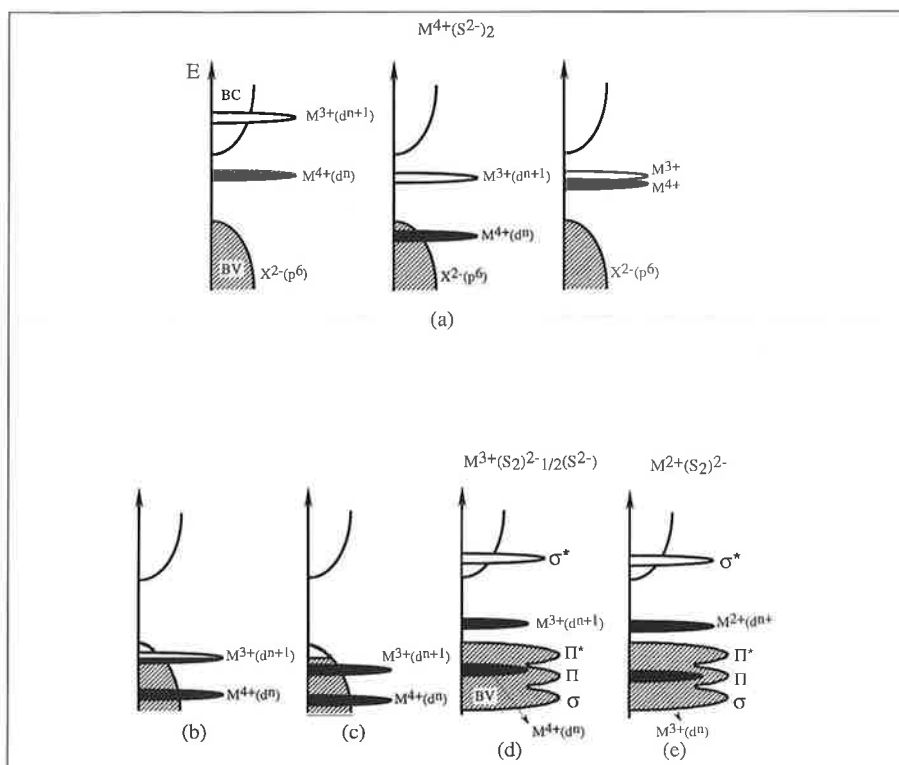 M⁴⁺(S²⁻)₂
E
BC
M³⁺(dⁿ⁺¹)
M⁴⁺(dⁿ)
BV
X²⁻(p⁶)
M³⁺(dⁿ⁺¹)
M⁴⁺(dⁿ)
X²⁻(p⁶)
M³⁺
M⁴⁺
X²⁻(p⁶)
(a)
M³⁺(S₂)²⁻₁/₂(S²⁻)
M²⁺(S₂)²⁻
M³⁺(dⁿ⁺¹)
M⁴⁺(dⁿ)
(b)
M³⁺(dⁿ⁺¹)
M⁴⁺(dⁿ)
(c)
σ*
M³⁺(dⁿ⁺¹)
Π*
Π
BV
σ
M⁴⁺(dⁿ)
(d)
σ*
M²⁺(dⁿ⁺
Π*
Π
σ
M³⁺(dⁿ)
(e)